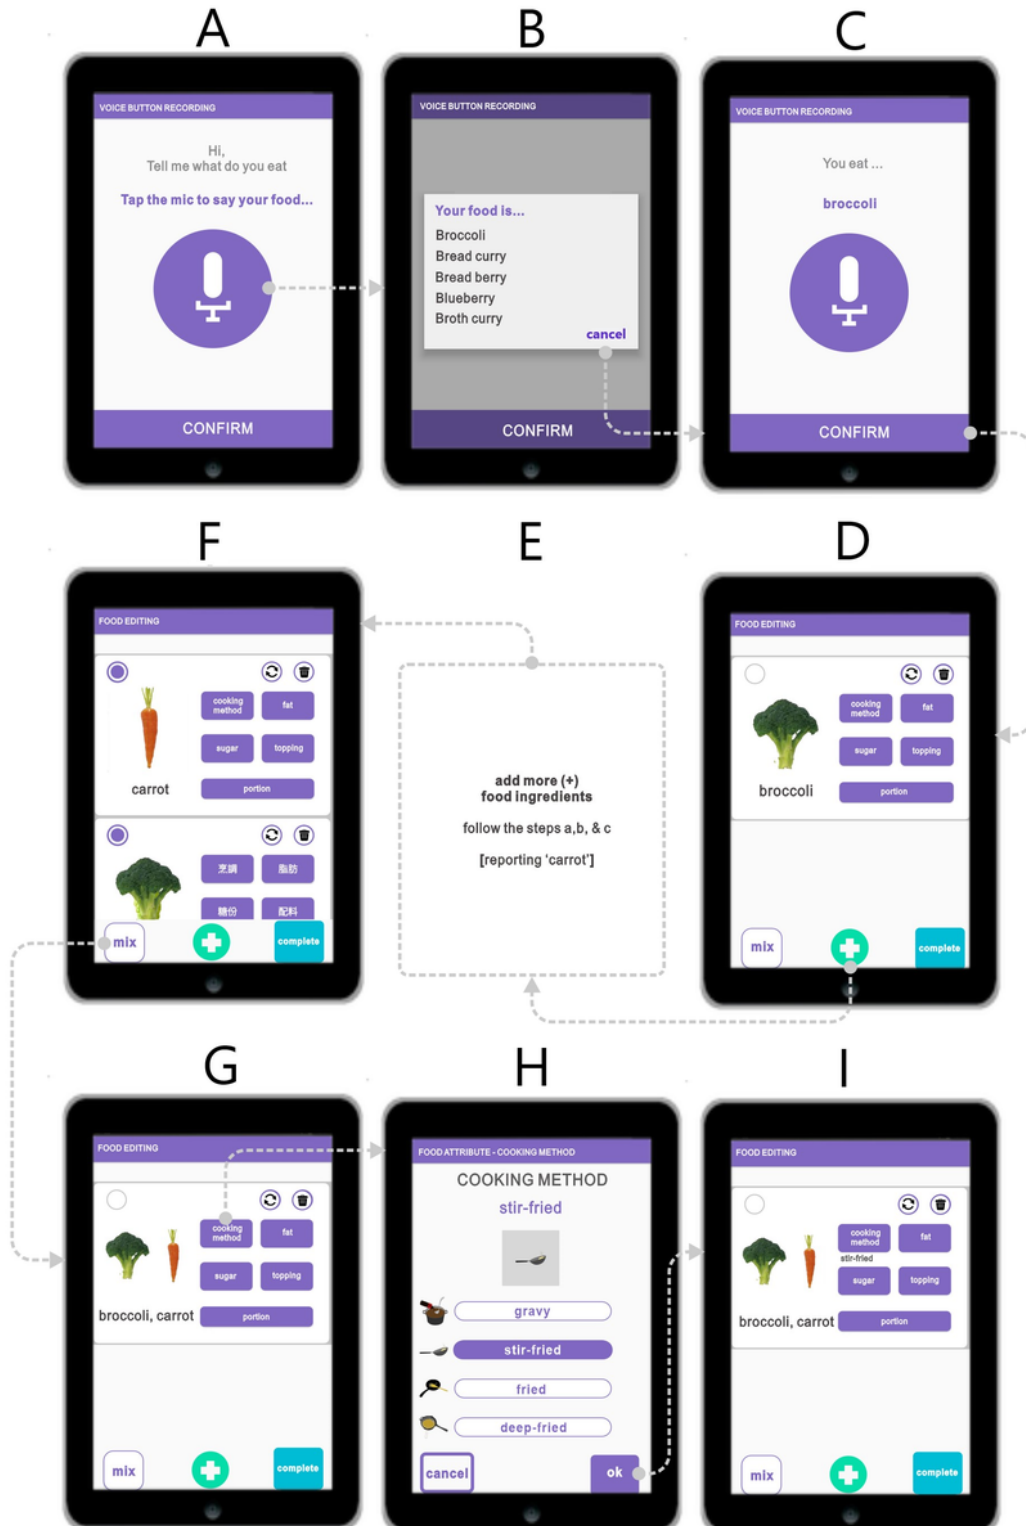 A
B
C
VOICE BUTTON RECORDING
Hi,
Tell me what do you eat
Tap the mic to say your food...
CONFIRM
VOICE BUTTON RECORDING
Your food is...
Broccoli
Bread curry
Bread berry
Blueberry
Broth curry
cancel
CONFIRM
VOICE BUTTON RECORDING
You eat ...
broccoli
CONFIRM
F
E
D
FOOD EDITING
cooking
method
fat
sugar
topping
carrot
portion
烹調
脂肪
糖份
配料
mix
complete
add more (+)
food ingredients
follow the steps a,b, & c
[reporting ‘carrot’]
FOOD EDITING
cooking
method
fat
sugar
topping
broccoli
portion
mix
complete
G
H
I
FOOD EDITING
cooking
method
fat
sugar
topping
broccoli, carrot
portion
mix
complete
FOOD ATTRIBUTE - COOKING METHOD
COOKING METHOD
stir-fried
gravy
stir-fried
fried
deep-fried
cancel
ok
FOOD EDITING
cooking
method
fat
stir-fried
sugar
topping
broccoli, carrot
portion
mix
complete